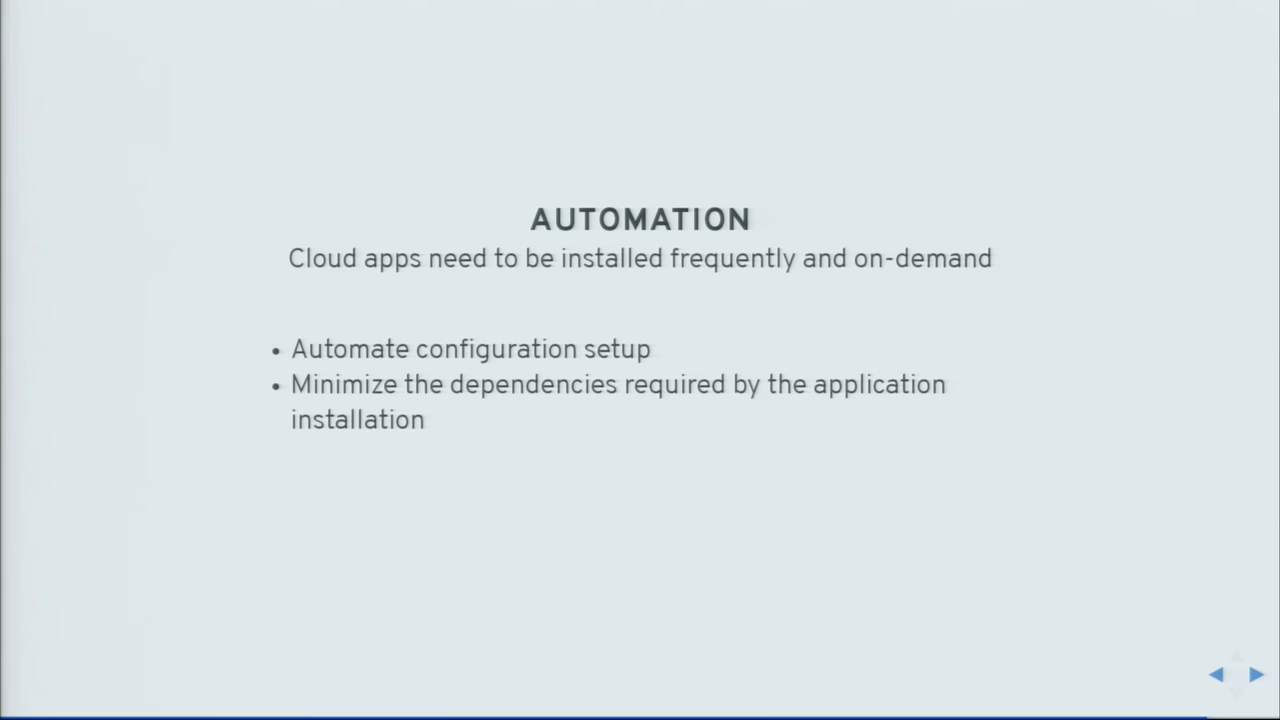 AUTOMATION
Cloud apps need to be installed frequently and on-demand
• Automate configuration setup
• Minimize the dependencies required by the application
installation